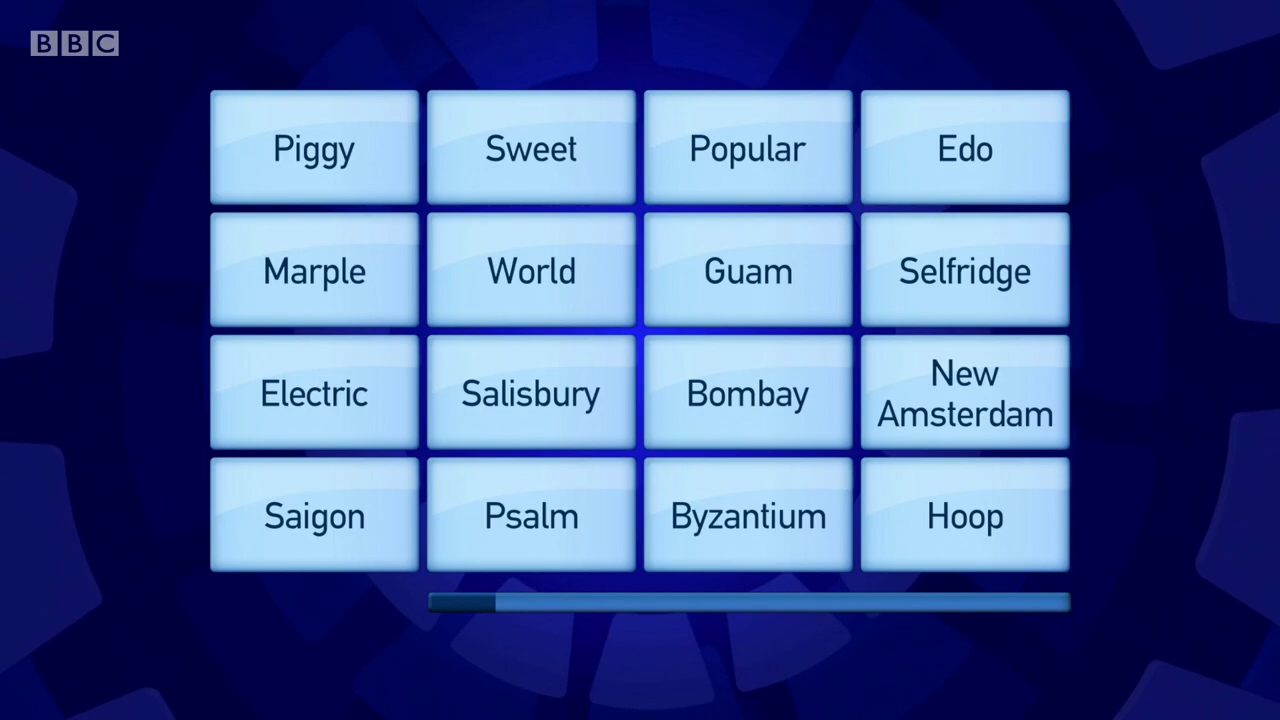 BBC
Piggy
Sweet
Popular
Edo
Marple
World
Guam
Selfridge
Electric
Salisbury
Bombay
New
Amsterdam
Saigon
Psalm
Byzantium
Hoop